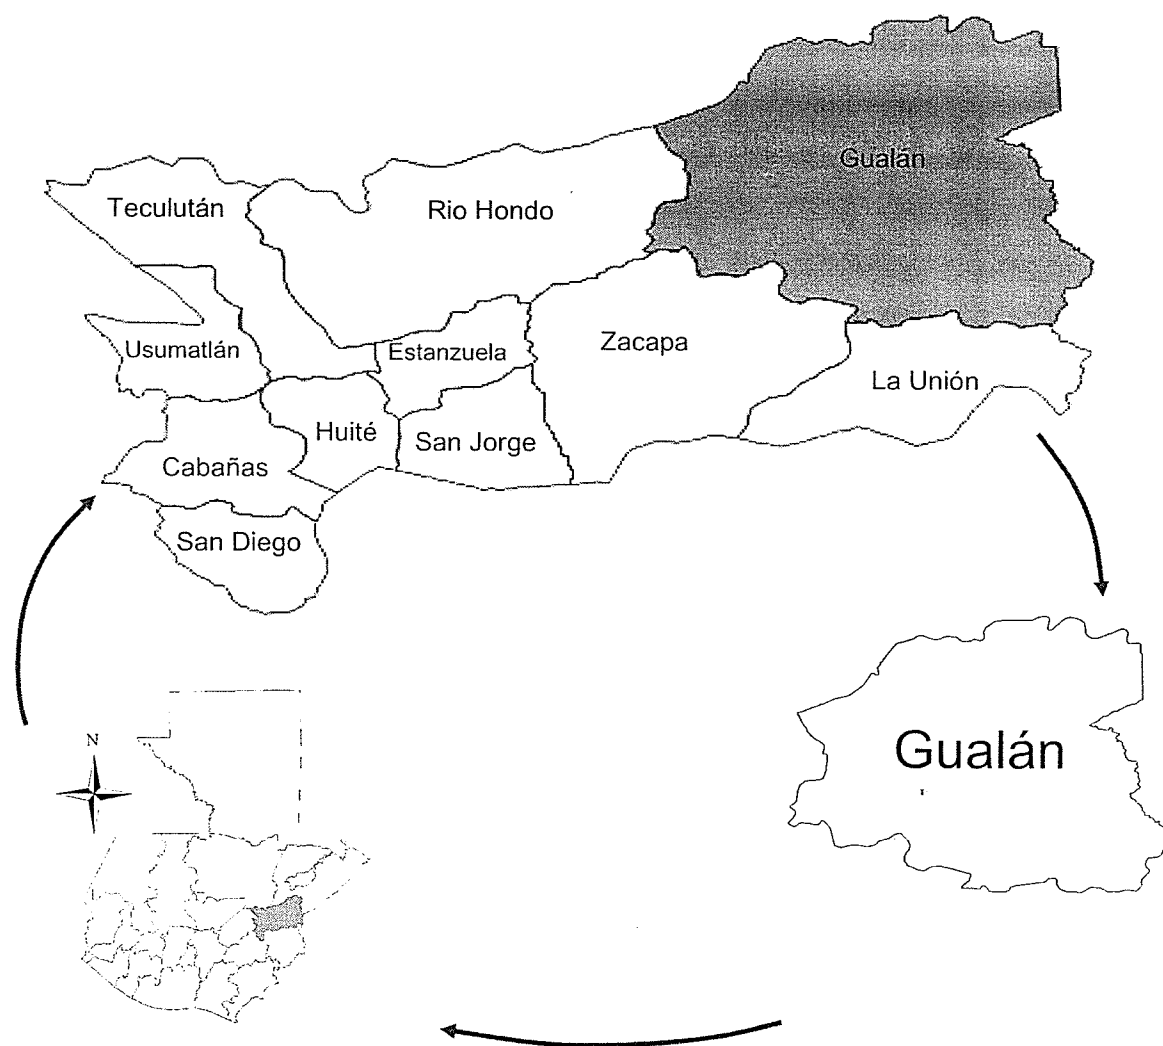 Gualán
Teculután
Rio Hondo
Usumatlán
Estanzuela
Zacapa
La Unión
Huité
San Jorge
Cabañas
San Diego
N
Gualán